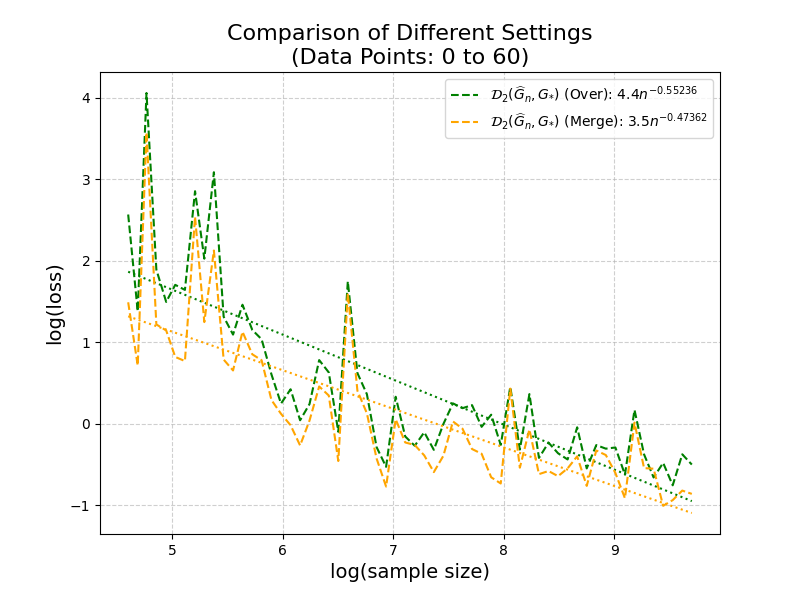 Comparison of Different Settings
(Data Points: 0 to 60)
𝒟₂(Ĝₙ, G*) (Over): 4.4n⁻⁰·⁵⁵²³⁶
𝒟₂(Ĝₙ, G*) (Merge): 3.5n⁻⁰·⁴⁷³⁶²
log(loss)
4
3
2
1
0
−1
5 6 7 8 9
log(sample size)